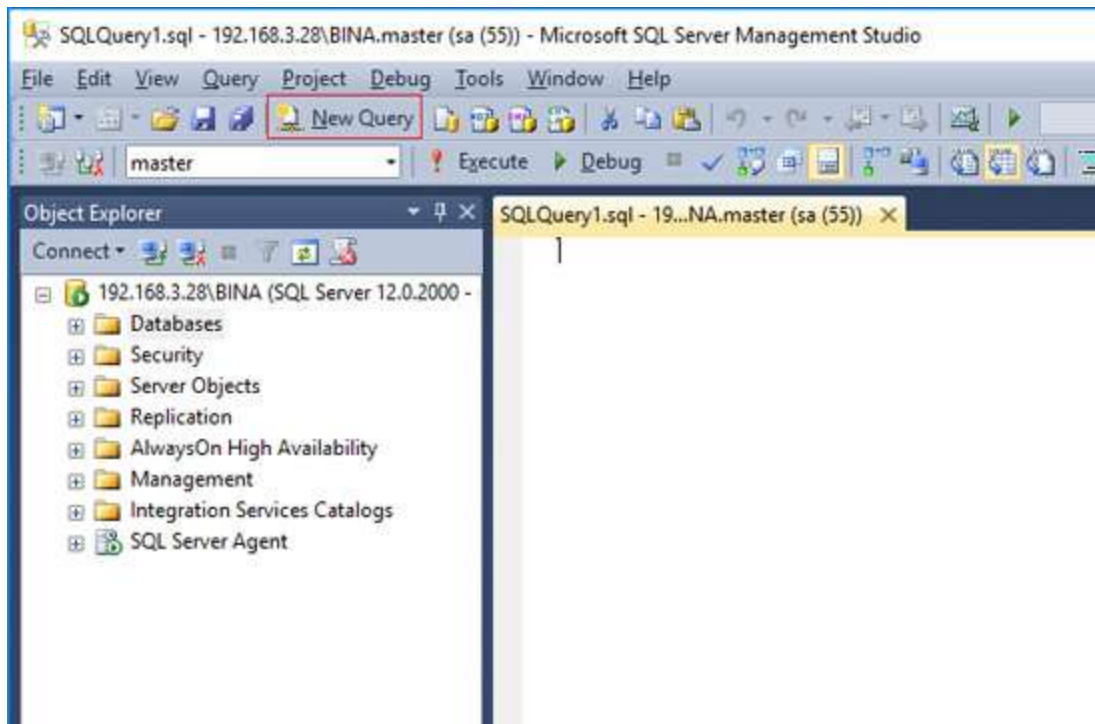 SQLQuery1.sql - 192.168.3.28\BINA.master (sa (55)) - Microsoft SQL Server Management Studio
File Edit View Query Project Debug Tools Window Help
New Query
master Execute Debug
Object Explorer
SQLQuery1.sql - 19...NA.master (sa (55))
Connect
192.168.3.28\BINA (SQL Server 12.0.2000 -
Databases
Security
Server Objects
Replication
AlwaysOn High Availability
Management
Integration Services Catalogs
SQL Server Agent